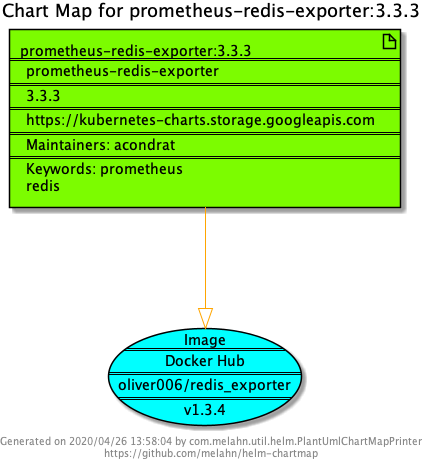 Chart Map for prometheus-redis-exporter:3.3.3
prometheus-redis-exporter:3.3.3
prometheus-redis-exporter
3.3.3
https://kubernetes-charts.storage.googleapis.com
Maintainers: acondrat
Keywords: prometheus
redis
Image
Docker Hub
oliver006/redis_exporter
v1.3.4
Generated on 2020/04/26 13:58:04 by com.melahn.util.helm.PlantUmlChartMapPrinter
https://github.com/melahn/helm-chartmap